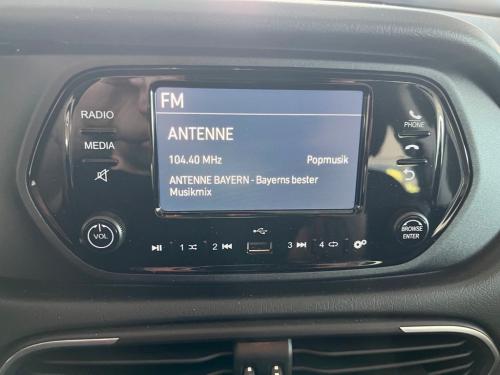 FM
RADIO
PHONE
ANTENNE
MEDIA
104.40 MHz Popmusik
ANTENNE BAYERN - Bayerns bester
Musikmix
VOL
1 2 3 4
BROWSE
ENTER